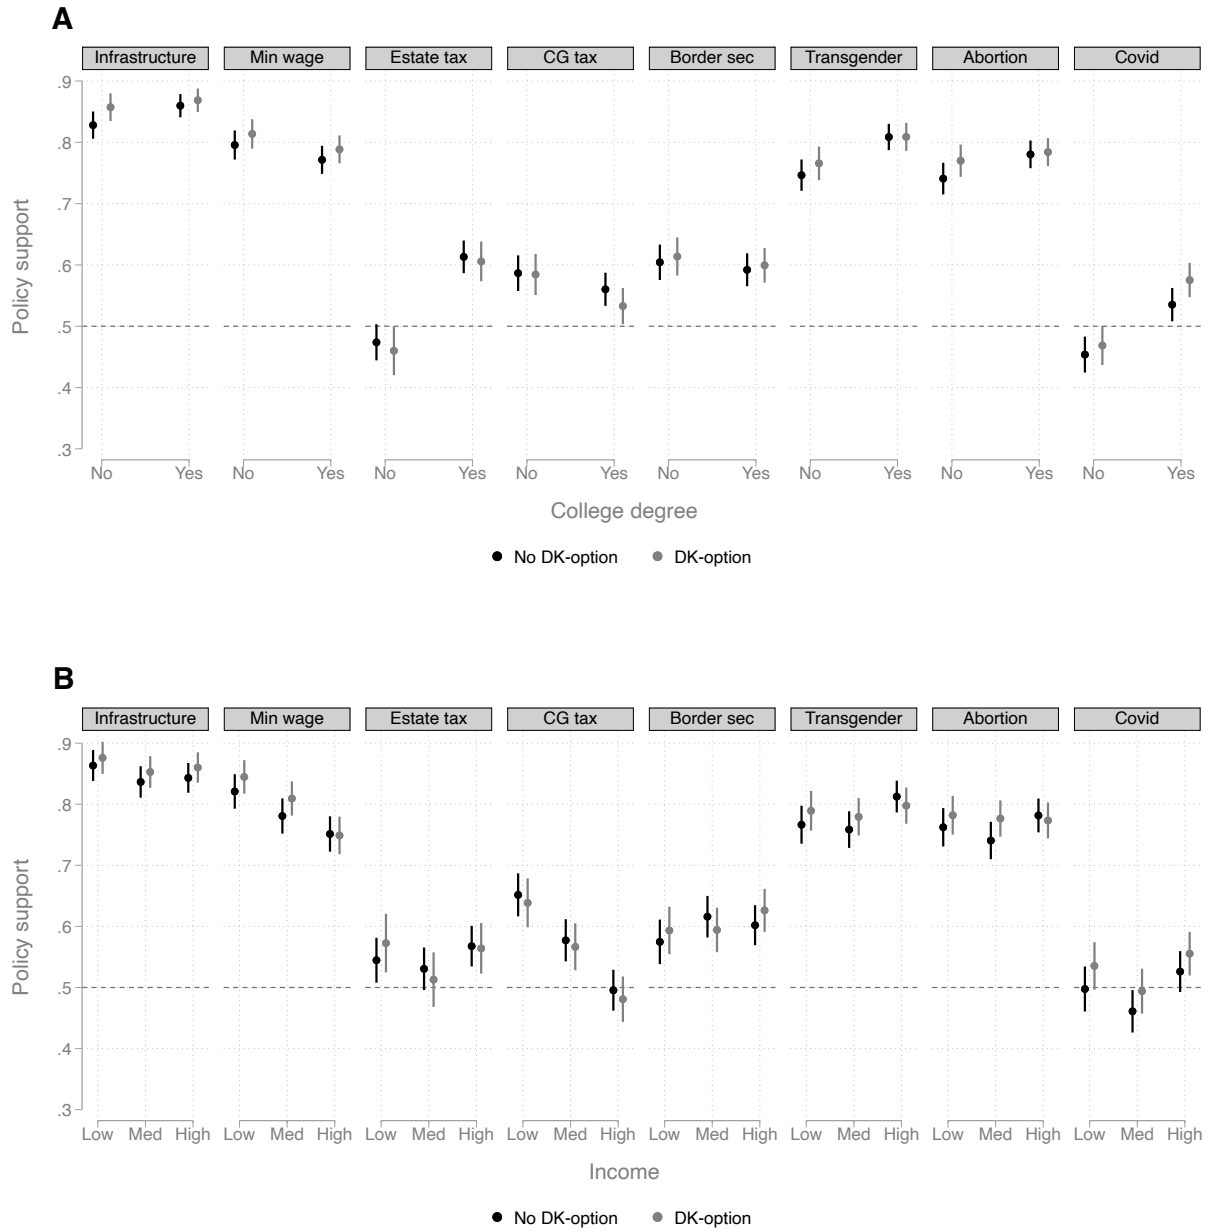 A
Infrastructure Min wage Estate tax CG tax Border sec Transgender Abortion Covid
Policy support
.9
.8
.7
.6
.5
.4
.3
No Yes No Yes No Yes No Yes No Yes No Yes No Yes No Yes
College degree
No DK-option DK-option
B
Infrastructure Min wage Estate tax CG tax Border sec Transgender Abortion Covid
Policy support
.9
.8
.7
.6
.5
.4
.3
Low Med High Low Med High Low Med High Low Med High Low Med High Low Med High Low Med High Low Med High
Income
No DK-option DK-option